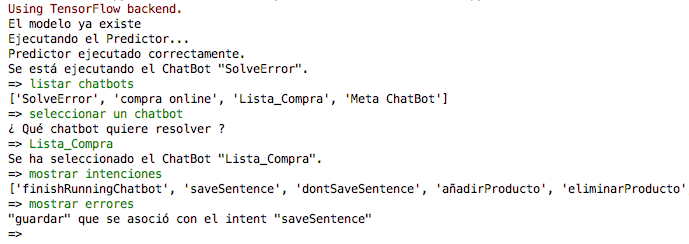 Using TensorFlow backend.
El modelo ya existe
Ejecutando el Predictor...
Predictor ejecutado correctamente.
Se está ejecutando el ChatBot "SolveError".
=> listar chatbots
['SolveError', 'compra online', 'Lista_Compra', 'Meta ChatBot']
=> seleccionar un chatbot
¿ Qué chatbot quiere resolver ?
=> Lista_Compra
Se ha seleccionado el ChatBot "Lista_Compra".
=> mostrar intenciones
['finishRunningChatbot', 'saveSentence', 'dontSaveSentence', 'añadirProducto', 'eliminarProducto'
=> mostrar errores
"guardar" que se asoció con el intent "saveSentence"
=>